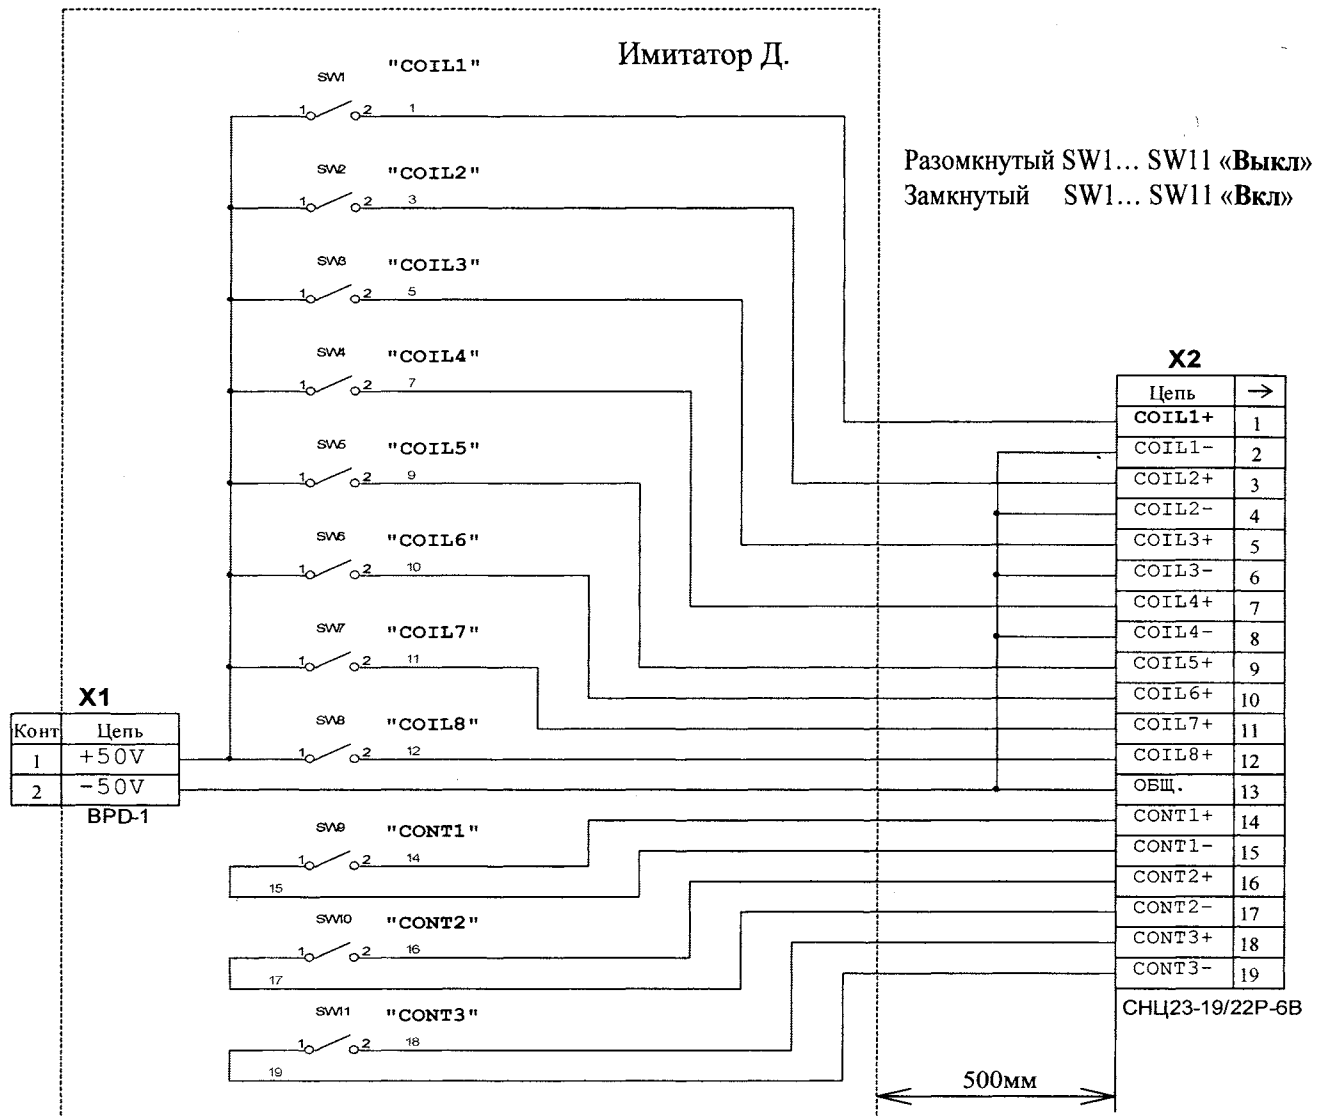 Имитатор Д.
SW1 "COIL1"
1 2 1
SW2 "COIL2"
1 2 3
SW3 "COIL3"
1 2 5
SW4 "COIL4"
1 2 7
SW5 "COIL5"
1 2 9
SW6 "COIL6"
1 2 10
SW7 "COIL7"
1 2 11
SW8 "COIL8"
1 2 12
SW9 "CONT1"
1 2 14
15
SW10 "CONT2"
1 2 16
17
SW11 "CONT3"
1 2 18
19
Разомкнутый SW1... SW11 «Выкл»
Замкнутый SW1... SW11 «Вкл»
X1
Конт Цепь
1 +50V
2 -50V
BPD-1
X2
Цепь →
COIL1+ 1
COIL1- 2
COIL2+ 3
COIL2- 4
COIL3+ 5
COIL3- 6
COIL4+ 7
COIL4- 8
COIL5+ 9
COIL6+ 10
COIL7+ 11
COIL8+ 12
ОБЩ. 13
CONT1+ 14
CONT1- 15
CONT2+ 16
CONT2- 17
CONT3+ 18
CONT3- 19
СНЦ23-19/22Р-6В
500мм